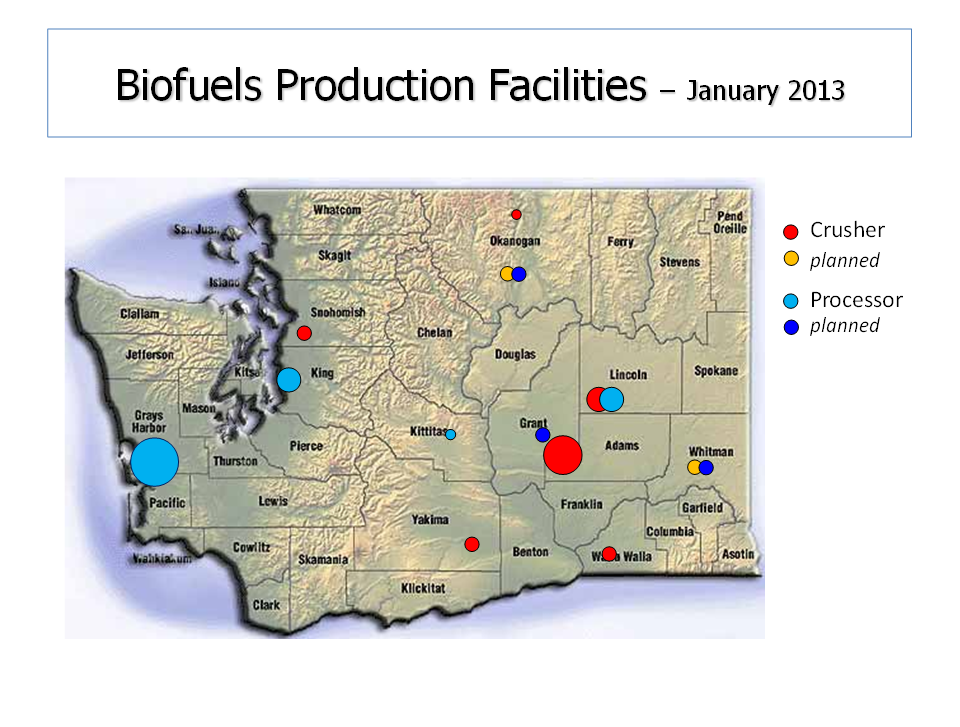 Biofuels Production Facilities – January 2013
Whatcom
Pend
Oreille
San Juan
Okanogan
Ferry
Skagit
Stevens
Island
Clallam
Snohomish
Chelan
Jefferson
Douglas
Kitsap
King
Lincoln
Spokane
Mason
Grays
Harbor
Grant
Kittitas
Pierce
Adams
Whitman
Thurston
Pacific
Lewis
Yakima
Franklin
Garfield
Columbia
Wahkiakum
Cowlitz
Skamania
Benton
Walla Walla
Asotin
Klickitat
Clark
Crusher
planned
Processor
planned